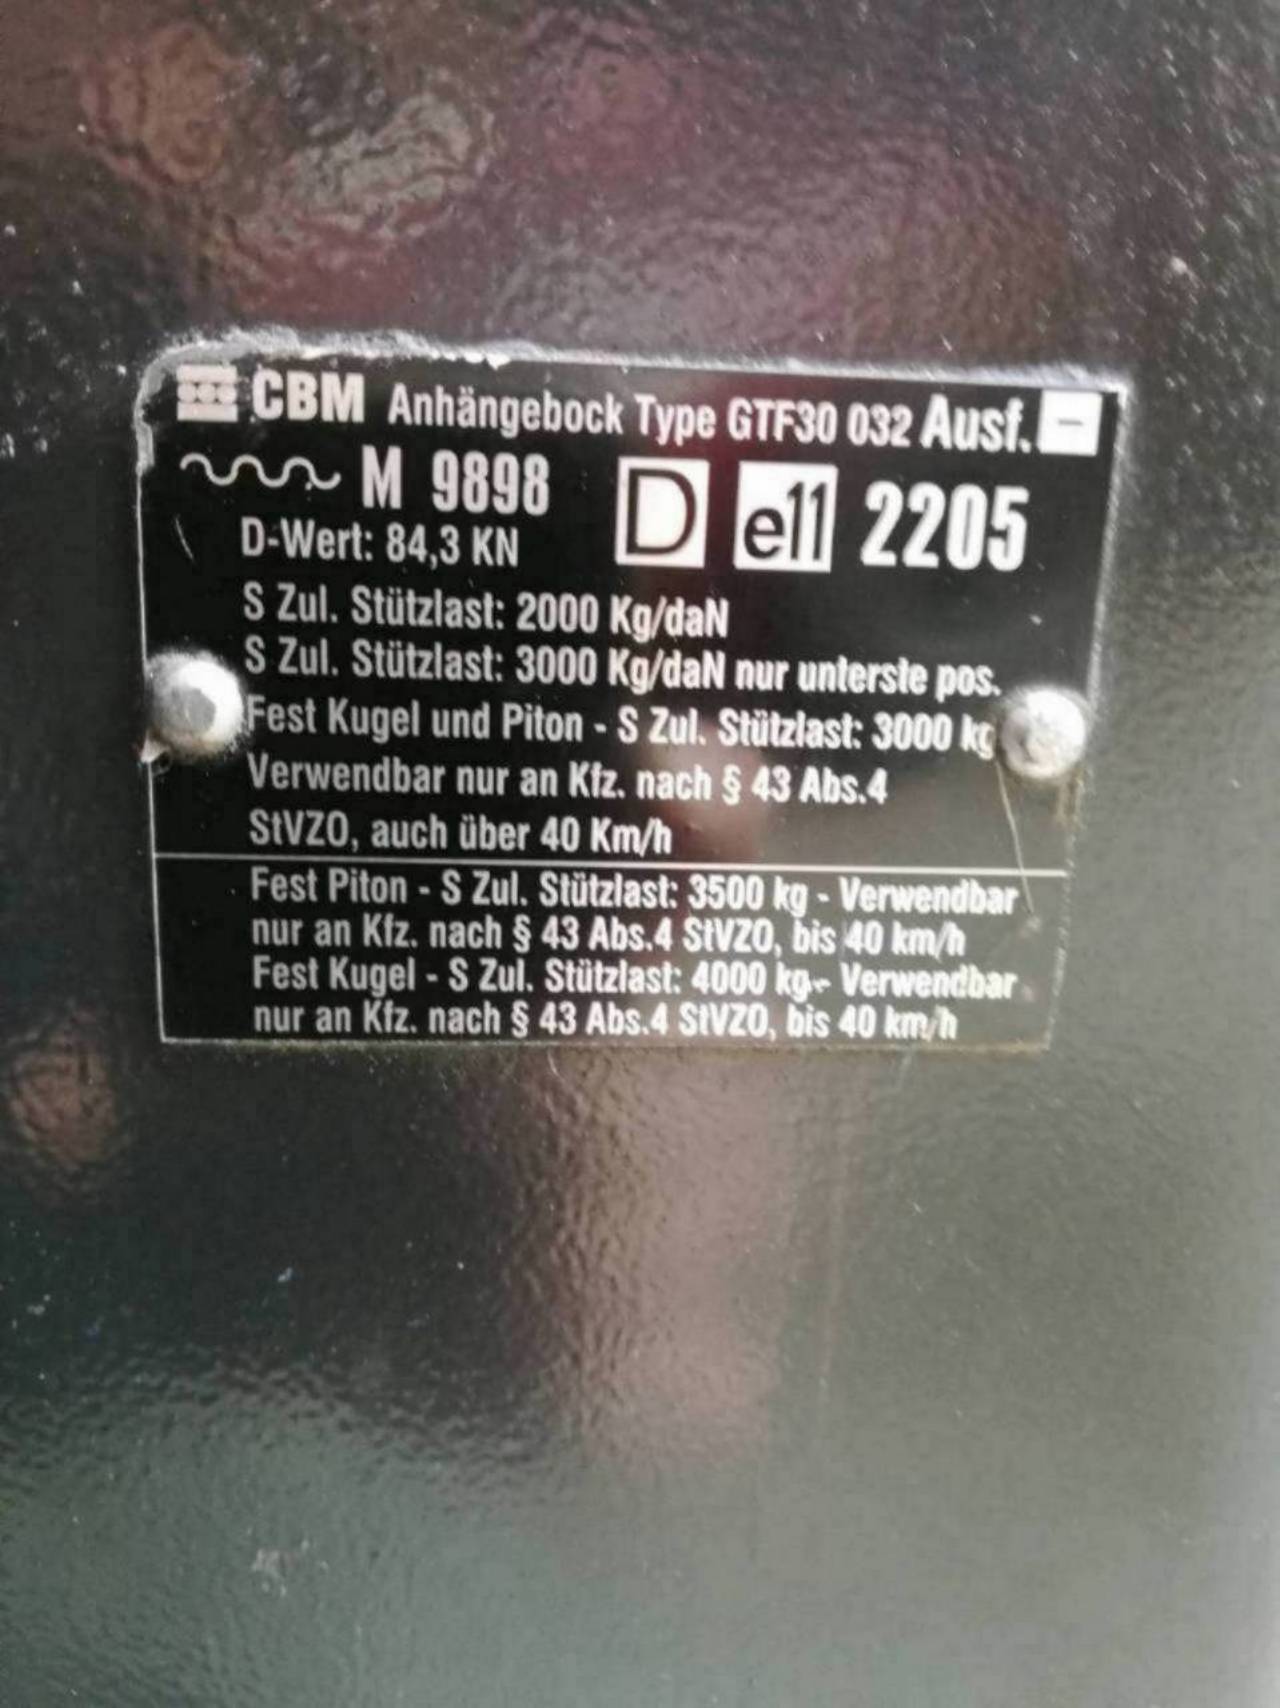 CBM Anhängebock Type GTF30 032 Ausf. -
M 9898 D e11 2205
D-Wert: 84,3 KN
S Zul. Stützlast: 2000 Kg/daN
S Zul. Stützlast: 3000 Kg/daN nur unterste pos.
Fest Kugel und Piton - S Zul. Stützlast: 3000 kg
Verwendbar nur an Kfz. nach § 43 Abs.4
StVZO, auch über 40 Km/h
Fest Piton - S Zul. Stützlast: 3500 kg - Verwendbar
nur an Kfz. nach § 43 Abs.4 StVZO, bis 40 km/h
Fest Kugel - S Zul. Stützlast: 4000 kg - Verwendbar
nur an Kfz. nach § 43 Abs.4 StVZO, bis 40 km/h